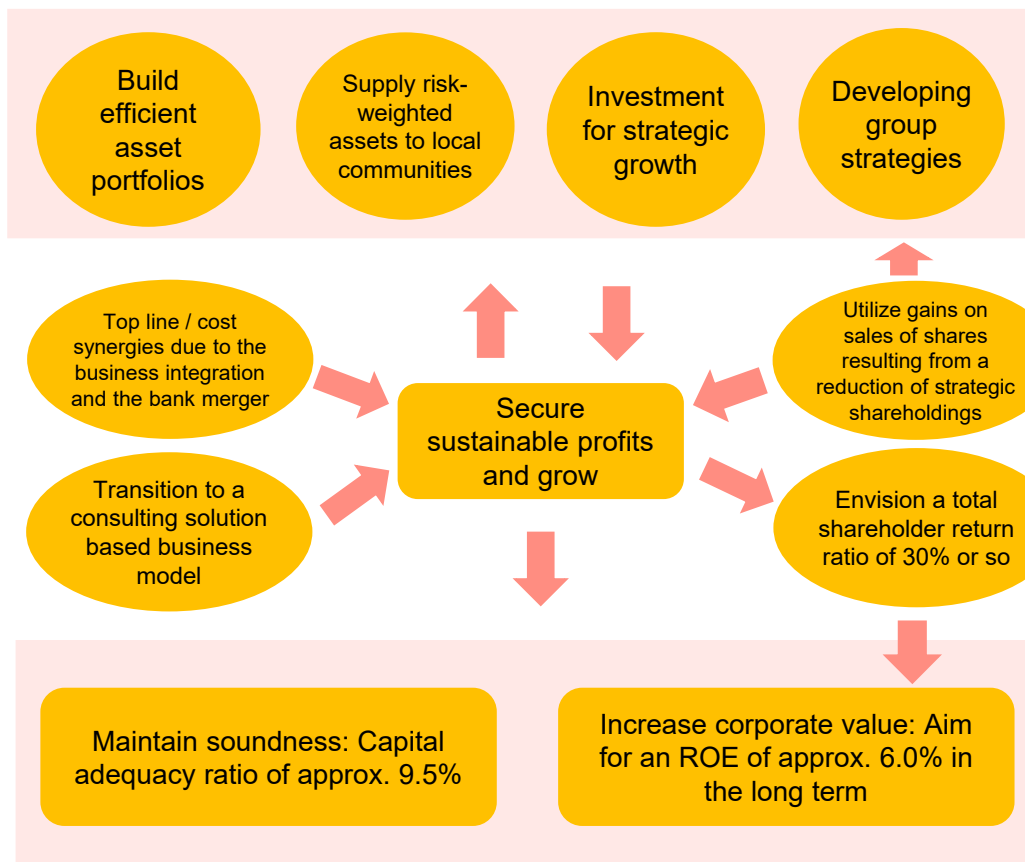 Build
efficient
asset
portfolios
Supply risk-
weighted
assets to local
communities
Investment
for strategic
growth
Developing
group
strategies
Top line / cost
synergies due to the
business integration
and the bank merger
Utilize gains on
sales of shares
resulting from a
reduction of strategic
shareholdings
Secure
sustainable profits
and grow
Transition to a
consulting solution
based business
model
Envision a total
shareholder return
ratio of 30% or so
Maintain soundness: Capital
adequacy ratio of approx. 9.5%
Increase corporate value: Aim
for an ROE of approx. 6.0% in
the long term